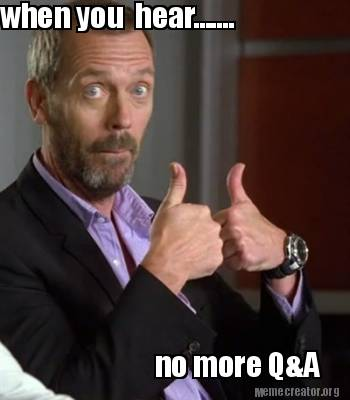 when you  hear.......
no more Q&A
Memecreator.org